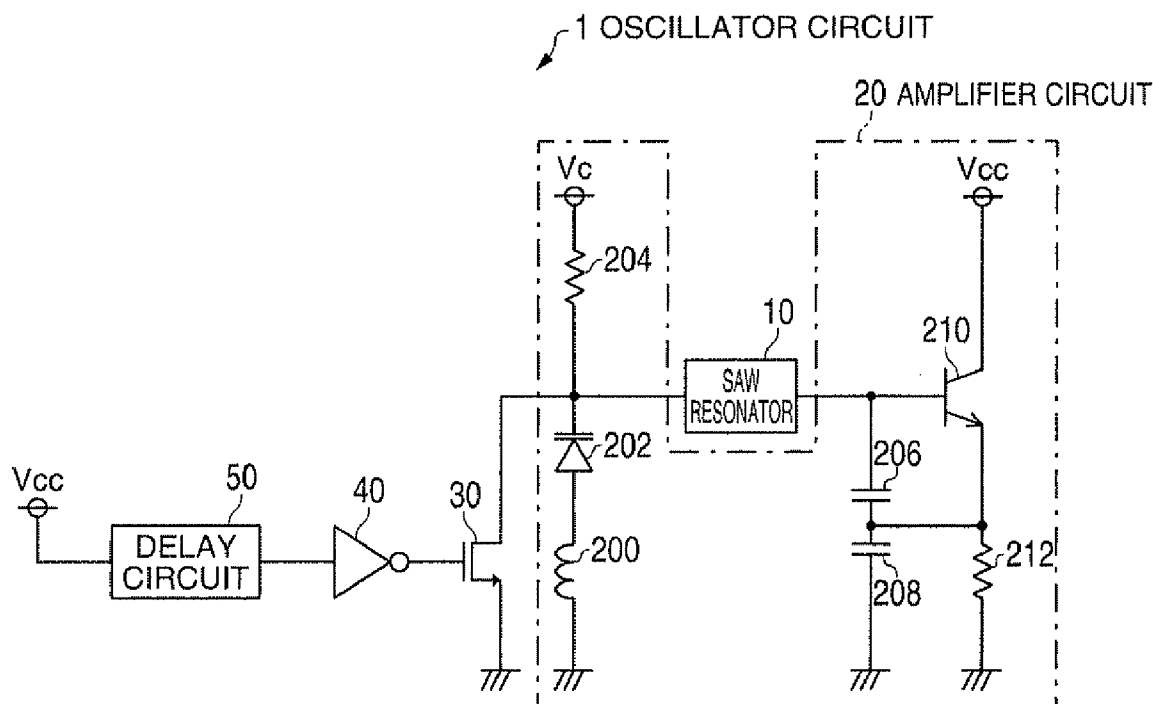 1 OSCILLATOR CIRCUIT
20 AMPLIFIER CIRCUIT
Vc
Vcc
204
10
210
SAW
RESONATOR
202
206
Vcc
50
40
30
DELAY
CIRCUIT
200
208
212